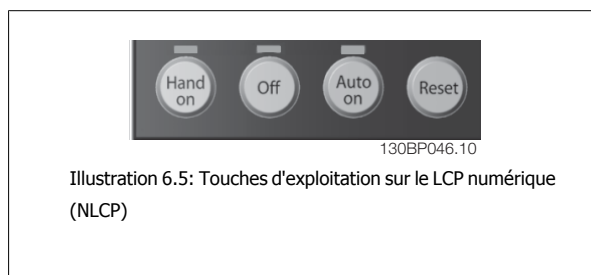 Hand
on
Off
Auto
on
Reset
130BP046.10
Illustration 6.5: Touches d'exploitation sur le LCP numérique
(NLCP)